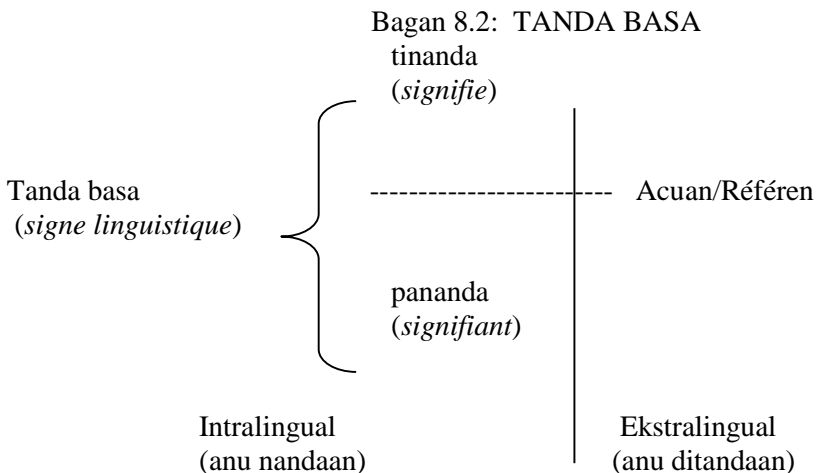 Bagan 8.2: TANDA BASA
tinanda
(signifie)
Tanda basa
(signe linguistique)
Acuan/Référen
pananda
(signifiant)
Intralingual
(anu nandaan)
Ekstralingual
(anu ditandaan)